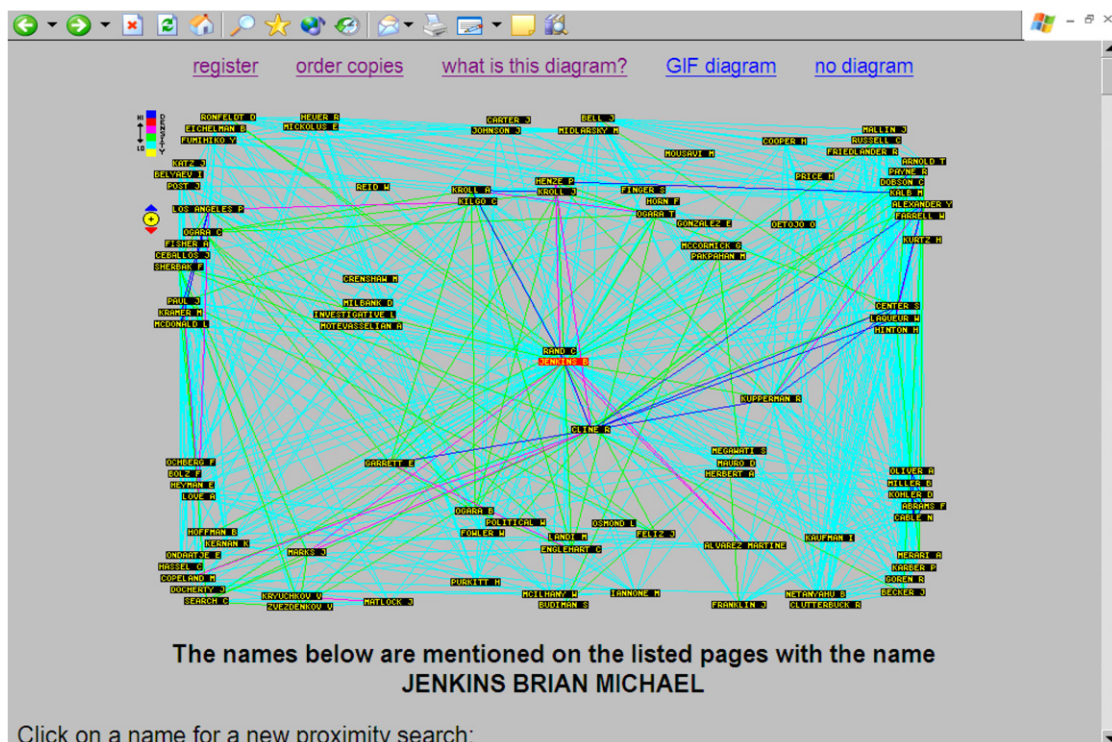 register order copies what is this diagram? GIF diagram no diagram
HI
LO
DENSITY
RONFELDT D
EICHELMAN B
FUMIHIKO Y
HEUER R
MICKOLUS E
CARTER J
JOHNSON J
BELL J
MIDLARSKY M
MALLIN J
RUSSELL C
FRIEDLANDER R
COOPER H
MOUSAVI M
ARNOLD T
PAYNE R
DOBSON C
KALB M
KATZ J
BELYAEV I
POST J
PRICE H
REID W
KROLL A
KILGO C
HENZE P
KROLL J
FINGER S
HORN F
OGARA T
ALEXANDER Y
FARRELL W
LOS ANGELES P
GONZALEZ E
OETOJO O
OGARA C
FISHER A
CEBALLOS J
SHERBAK F
MCCORMICK G
PAKPAHAN M
KURTZ H
CRENSHAW M
MILBANK D
INVESTIGATIVE L
MOTEVASSELIAN A
PAUL J
KRAMER M
MCDONALD L
CENTER S
LAQUEUR W
HINTON H
RAND C
JENKINS B
KUPPERMAN R
CLINE R
MEGAWATI S
MAURO D
HERBERT A
OCHBERG F
BOLZ F
HEYMAN E
LOVE A
GARRETT E
OLIVER A
MILLER B
KOHLER D
ABRAMS F
CABLE N
OGARA B
POLITICAL W
FOWLER W
OSMOND L
FELIZ J
LANDI M
ENGLEHART C
HOFFMAN B
KERNAN K
ONDAATJE E
HASSEL C
COPELAND M
DOCHERTY J
SEARCH C
MARKS J
ALVAREZ MARTINE
KAUFMAN I
MERARI A
KARBER P
GOREN R
BECKER J
PURKITT H
KRYUCHKOV V
ZVEZDENKOV V
MATLOCK J
MCILHANY W
BUDIMAN S
IANNONE M
FRANKLIN J
NETANYAHU B
CLUTTERBUCK R
The names below are mentioned on the listed pages with the name
JENKINS BRIAN MICHAEL
Click on a name for a new proximity search: